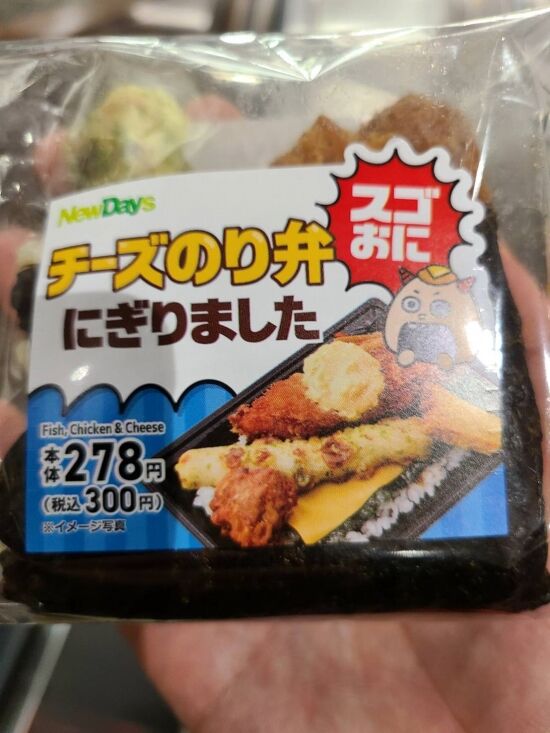 NewDays
スゴ
おに
チーズのり弁
にぎりました
Fish, Chicken & Cheese
本体278円
(税込300円)
※イメージ写真